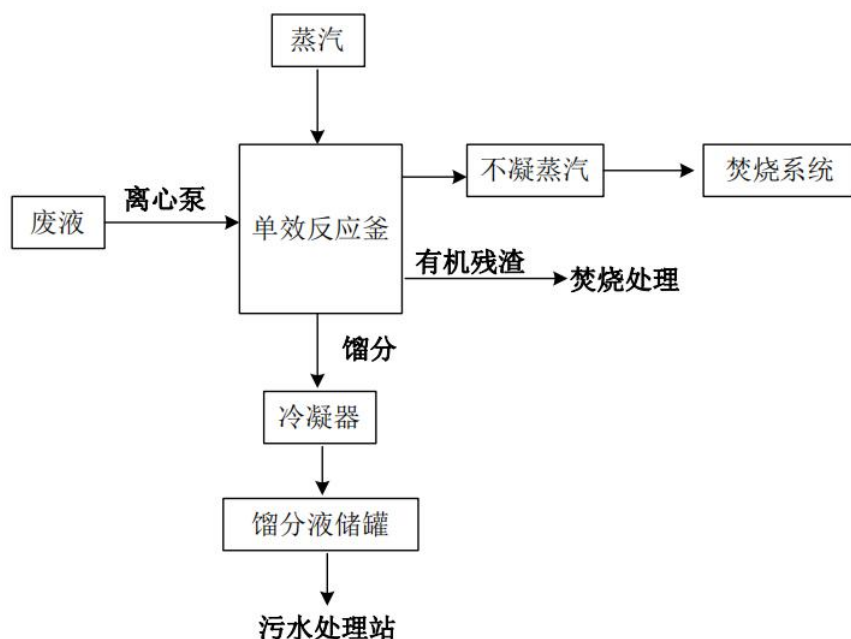 蒸汽
不凝蒸汽
焚烧系统
离心泵
废液
单效反应釜
有机残渣
焚烧处理
馏分
冷凝器
馏分液储罐
污水处理站